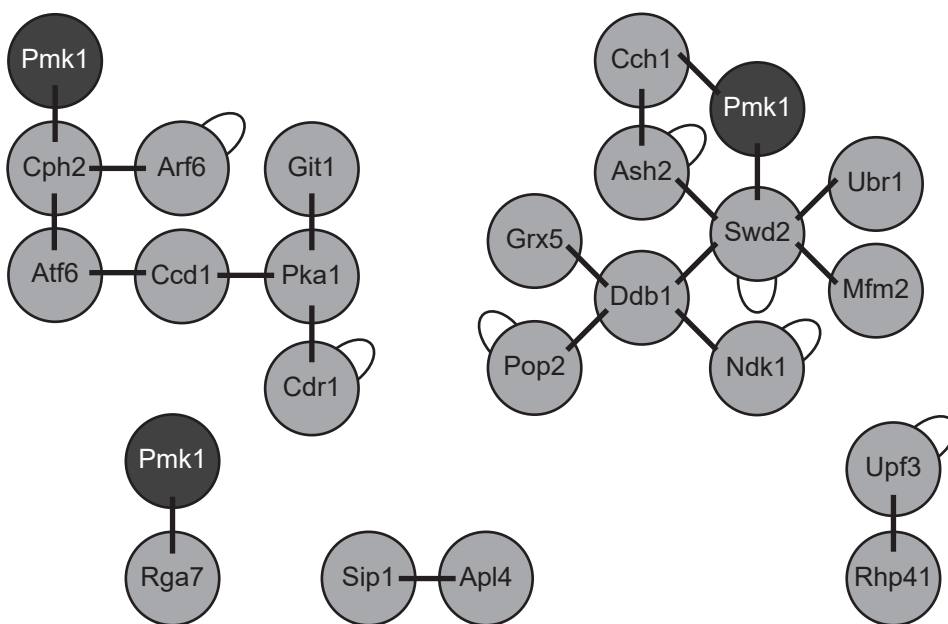 Pmk1
Cph2
Arf6
Git1
Atf6
Ccd1
Pka1
Cdr1
Cch1
Pmk1
Ash2
Ubr1
Swd2
Grx5
Ddb1
Mfm2
Pop2
Ndk1
Pmk1
Rga7
Sip1
Apl4
Upf3
Rhp41